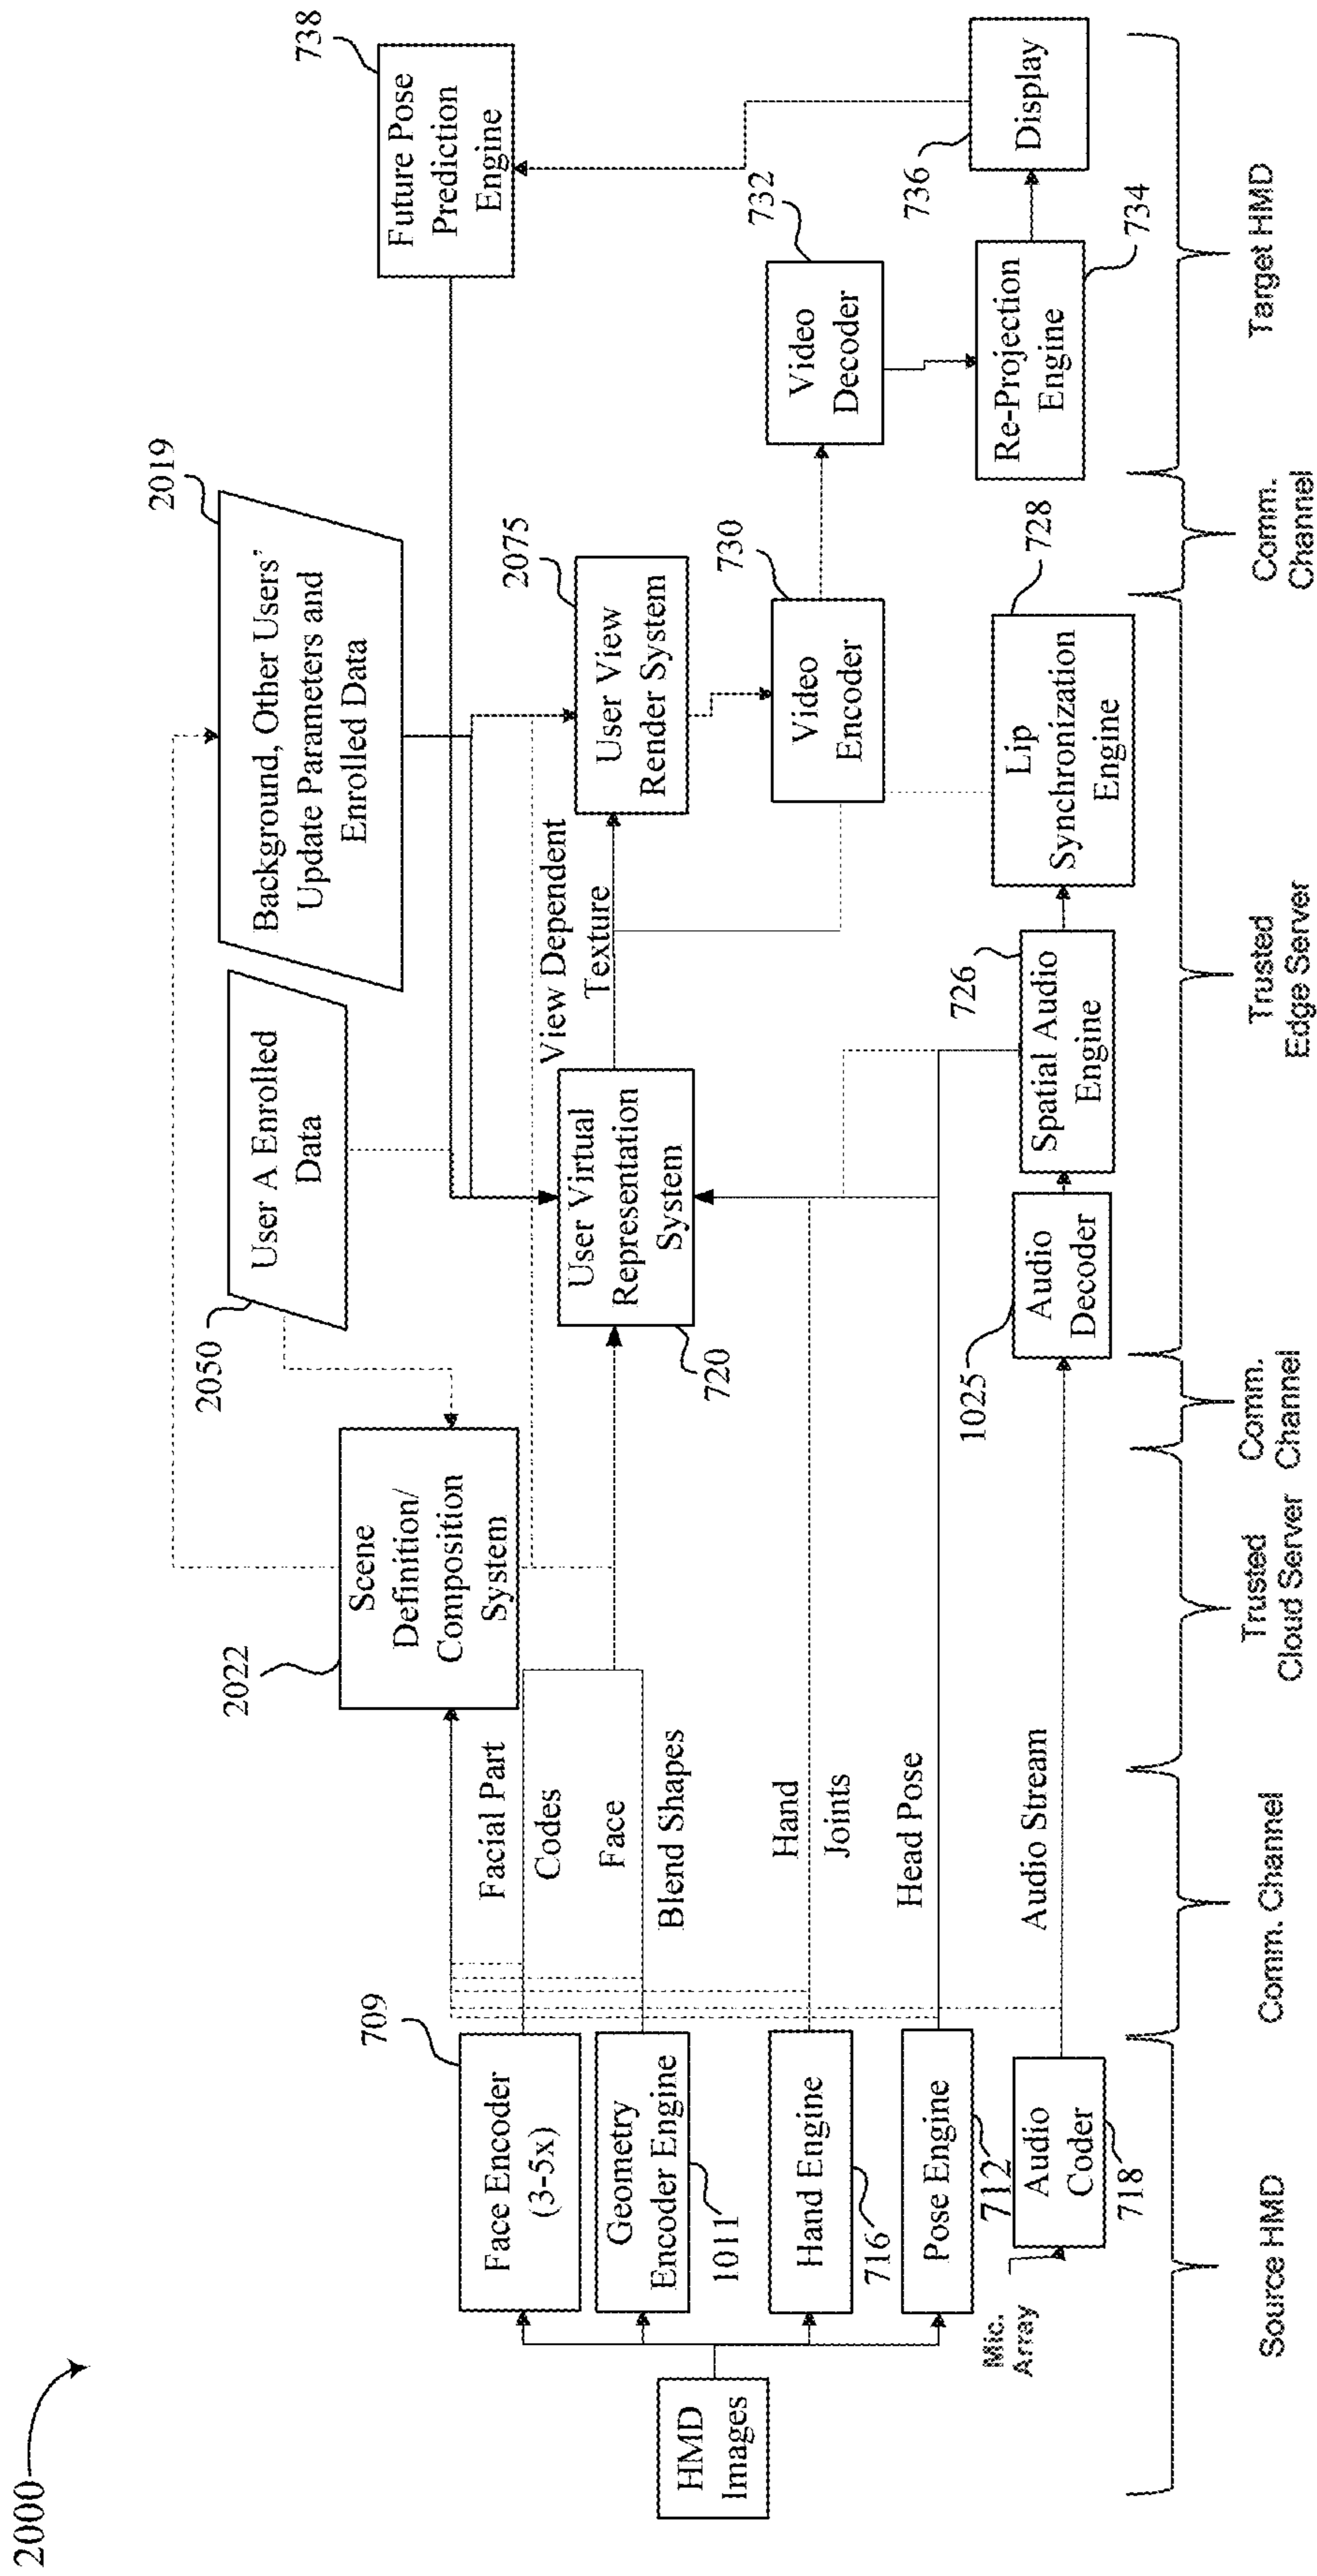 2000
HMD
Images
Face Encoder
(3-5x)
709
Geometry
Encoder Engine
1011
Hand Engine
716
Pose Engine
712
Mic.
Array
Audio
Coder
718
Facial Part
Codes
Face
Blend Shapes
Hand
Joints
Head Pose
Audio Stream
2022
Scene
Definition/
Composition
System
2050
User A Enrolled
Data
2019
Background, Other Users'
Update Parameters and
Enrolled Data
User Virtual
Representation
System
720
View Dependent
Texture
2075
User View
Render System
730
Video
Encoder
1025
Audio
Decoder
726
Spatial Audio
Engine
728
Lip
Synchronization
Engine
732
Video
Decoder
Re-Projection
Engine
734
736
Display
738
Future Pose
Prediction
Engine
Source HMD
Comm. Channel
Trusted
Cloud Server
Comm.
Channel
Trusted
Edge Server
Comm.
Channel
Target HMD